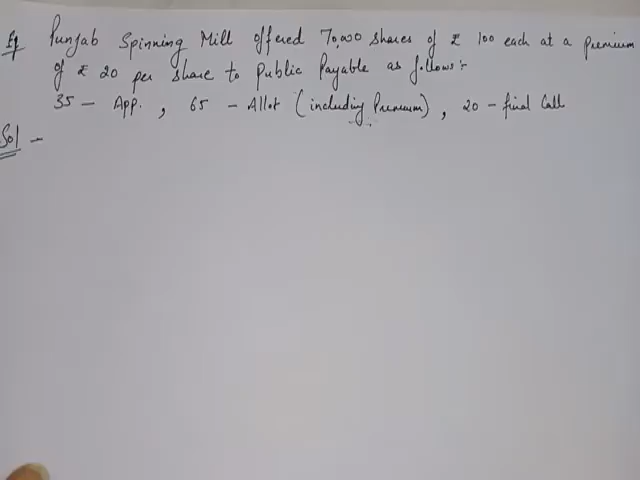 Eg Punjab Spinning Mill offered 70,000 shares of ₹ 100 each at a premium
of ₹ 20 per share to Public Payable as follows:-
35 - App. , 65 - Allot (including Premium) , 20 - final Call
Sol -